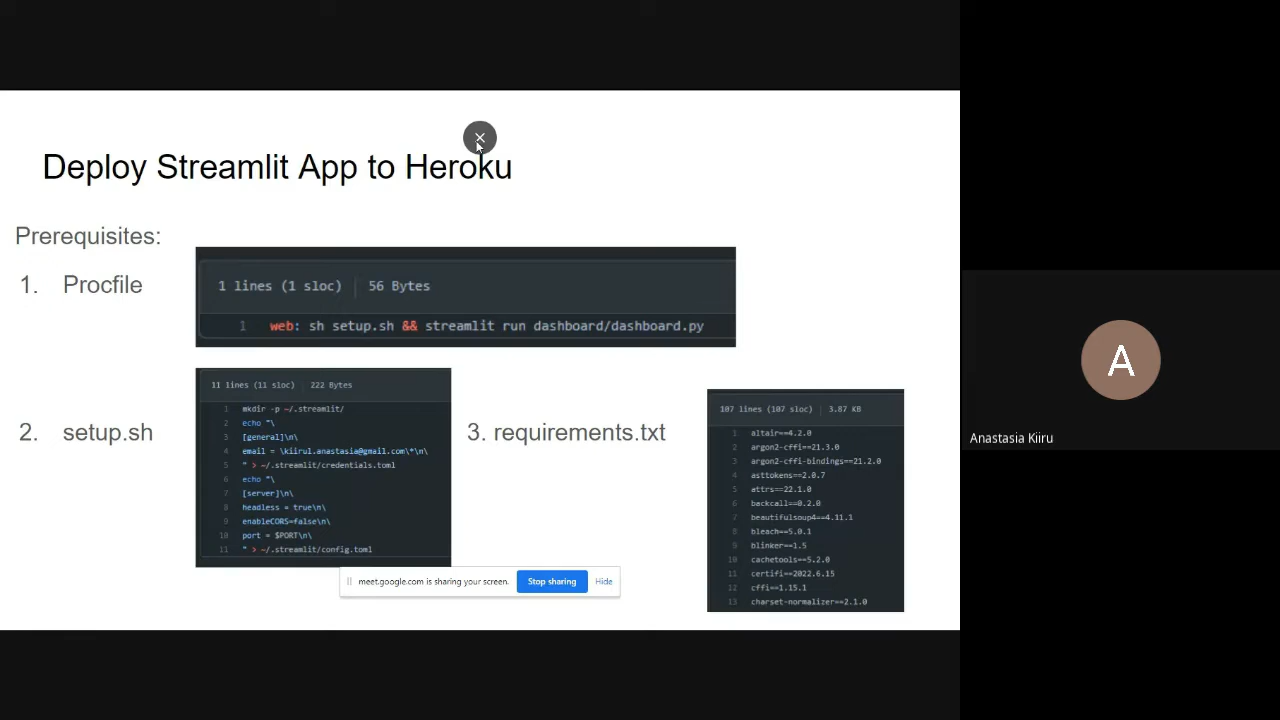 Deploy Streamlit App to Heroku
Prerequisites:
1. Procfile
1 lines (1 sloc) | 56 Bytes
1 web: sh setup.sh && streamlit run dashboard/dashboard.py
2. setup.sh
11 lines (11 sloc) | 222 Bytes
1 mkdir -p ~/.streamlit/
2 echo "\
3 [general]\n\
4 email = \kiirul.anastasia@gmail.com\"\n\
5 " > ~/.streamlit/credentials.toml
6 echo "\
7 [server]\n\
8 headless = true\n\
9 enableCORS=false\n\
10 port = $PORT\n\
11 " > ~/.streamlit/config.toml
3. requirements.txt
107 lines (107 sloc) | 3.87 KB
1 altair==4.2.0
2 argon2-cffi==21.3.0
3 argon2-cffi-bindings==21.2.0
4 asttokens==2.0.7
5 attrs==22.1.0
6 backcall==0.2.0
7 beautifulsoup4==4.11.1
8 bleach==5.0.1
9 blinker==1.5
10 cachetools==5.2.0
11 certifi==2022.6.15
12 cffi==1.15.1
13 charset-normalizer==2.1.0
meet.google.com is sharing your screen. Stop sharing Hide
A
Anastasia Kiiru